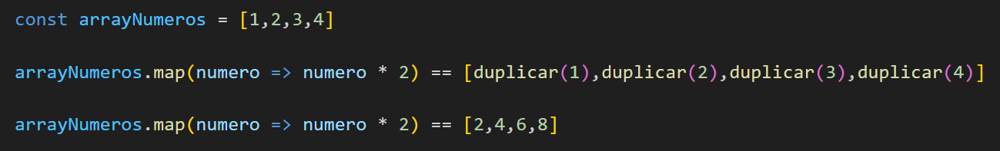 const arrayNumeros = [1,2,3,4]
arrayNumeros.map(numero => numero * 2) == [duplicar(1),duplicar(2),duplicar(3),duplicar(4)]
arrayNumeros.map(numero => numero * 2) == [2,4,6,8]